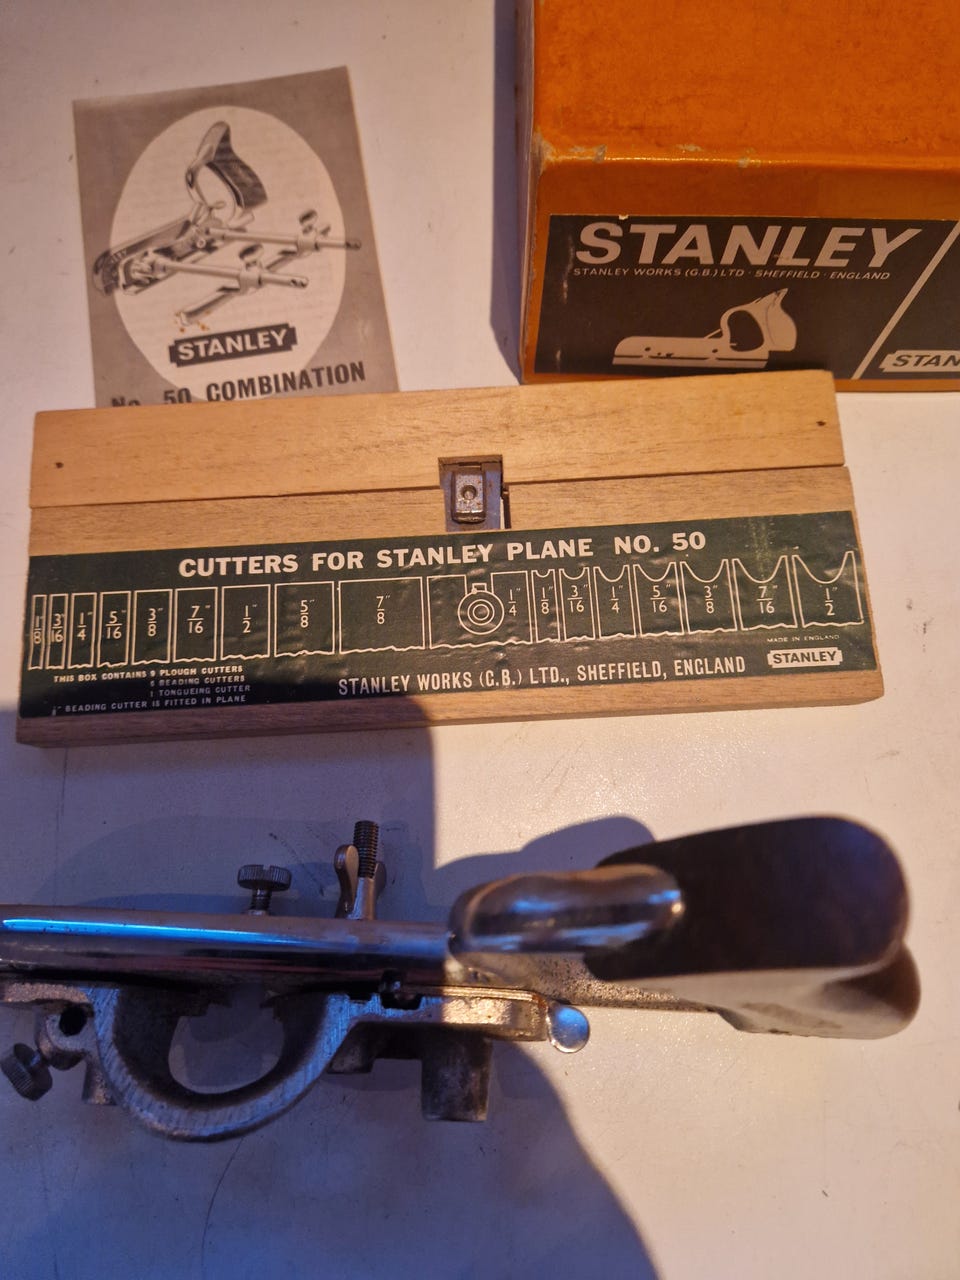 STANLEY
No. 50 COMBINATION
STANLEY
STANLEY WORKS (G.B.) LTD · SHEFFIELD · ENGLAND
STAN
CUTTERS FOR STANLEY PLANE NO. 50
1/8" 3/16" 1/4" 5/16" 3/8" 7/16" 1/2" 5/8" 7/8" 1/4" 1/8" 3/16" 1/4" 5/16" 3/8" 7/16" 1/2"
THIS BOX CONTAINS 9 PLOUGH CUTTERS
BEADING CUTTERS
1 TONGUEING CUTTER
BEADING CUTTER IS FITTED IN PLANE
STANLEY WORKS (G.B.) LTD., SHEFFIELD, ENGLAND
MADE IN ENGLAND
STANLEY